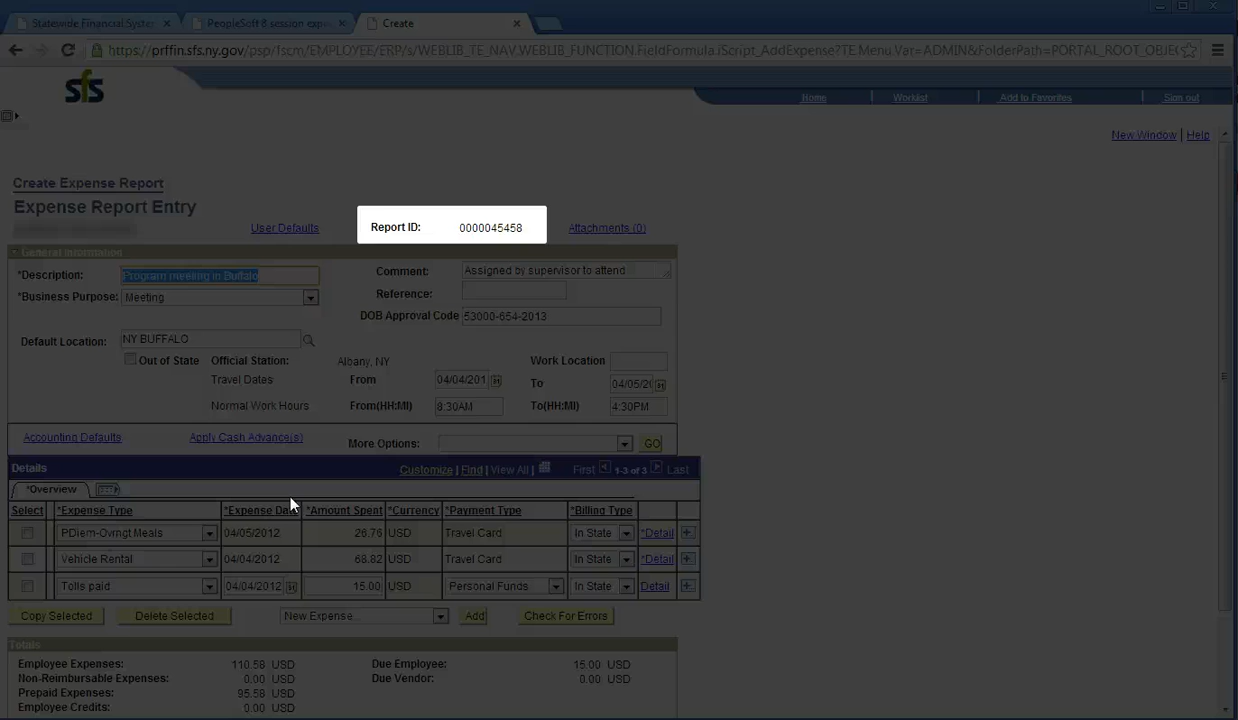 Statewide Financial System
PeopleSoft 8 session expir
Create
https://prffin.sfs.ny.gov/psp/1scm/EMPLOYEE/ERP/s/WEBLIB_TE_NAV.WEBLIB_FUNCTION.FieldFormula.iScript_AddExpense?TE.Menu.Var=ADMIN&FolderPath=PORTAL_ROOT_OBJE
sfs
Home Worklist Add to Favorites Sign out
New Window | Help
Create Expense Report
Expense Report Entry
User Defaults Report ID: 0000045458 Attachments (0)
General Information
*Description: Program meeting in Buffalo Comment: Assigned by supervisor to attend
*Business Purpose: Meeting Reference:
DOB Approval Code 53000-654-2013
Default Location: NY BUFFALO
Out of State Official Station: Albany, NY Work Location
Travel Dates From 04/04/201 To 04/05/20
Normal Work Hours From(HH:MI) 8:30AM To(HH:MI) 4:30PM
Accounting Defaults Apply Cash Advance(s) More Options: GO
Details Customize | Find | View All First 1-3 of 3 Last
*Overview
Select *Expense Type *Expense Date *Amount Spent *Currency *Payment Type *Billing Type
PDiem-Ovrngt Meals 04/05/2012 26.76 USD Travel Card In State *Detail
Vehicle Rental 04/04/2012 68.82 USD Travel Card In State *Detail
Tolls paid 04/04/2012 15.00 USD Personal Funds In State Detail
Copy Selected Delete Selected New Expense Add Check For Errors
Totals
Employee Expenses: 110.58 USD Due Employee: 15.00 USD
Non-Reimbursable Expenses: 0.00 USD Due Vendor: 0.00 USD
Prepaid Expenses: 95.58 USD
Employee Credits: 0.00 USD